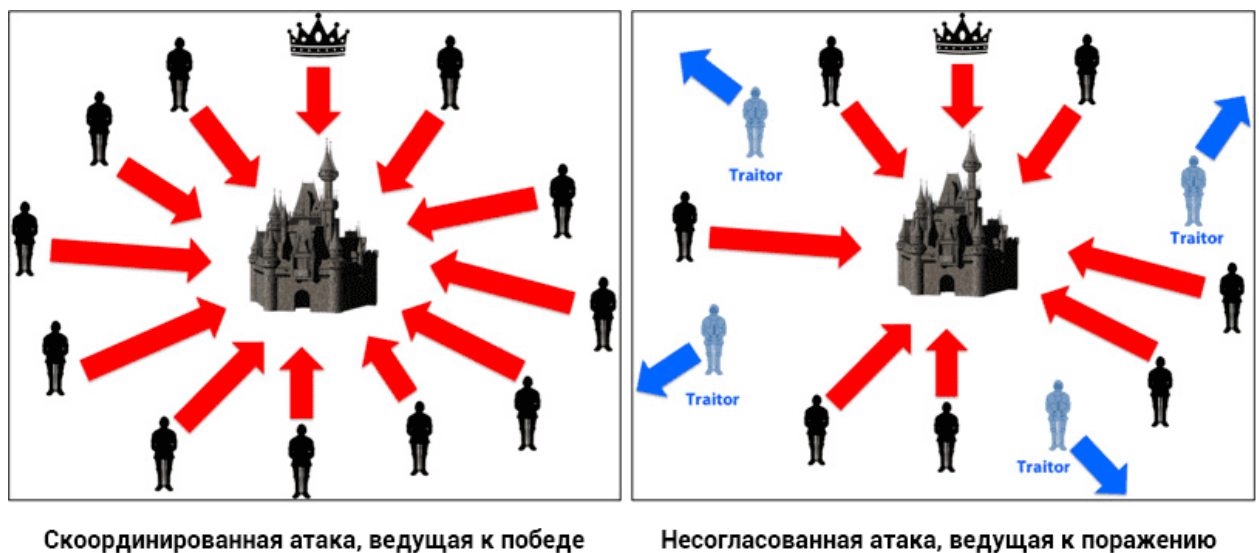 Traitor
Traitor
Traitor
Traitor
Скоординированная атака, ведущая к победе
Несогласованная атака, ведущая к поражению